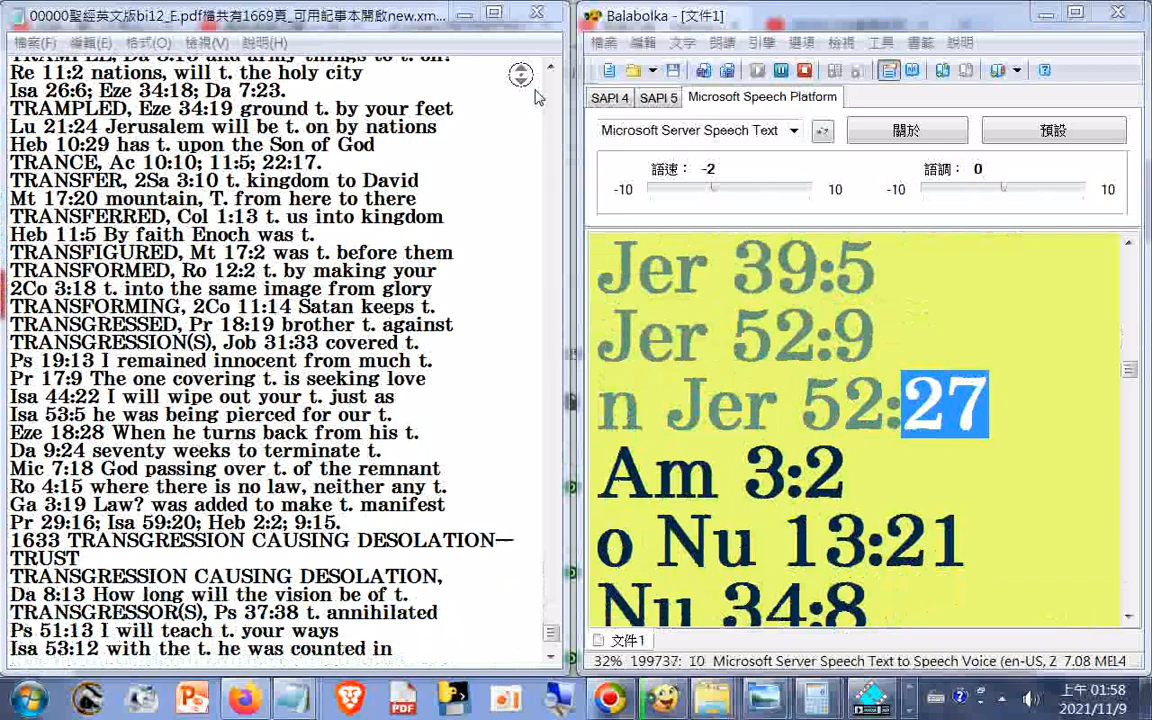 00000聖經英文版bi12_E.pdf檔共有1669頁_可用記事本開啟new.xm...
檔案(F) 編輯(E) 格式(O) 檢視(V) 說明(H)
TRAMPLE, Da 8:13 and army things to t. on?
Re 11:2 nations, will t. the holy city
Isa 26:6; Eze 34:18; Da 7:23.
TRAMPLED, Eze 34:19 ground t. by your feet
Lu 21:24 Jerusalem will be t. on by nations
Heb 10:29 has t. upon the Son of God
TRANCE, Ac 10:10; 11:5; 22:17.
TRANSFER, 2Sa 3:10 t. kingdom to David
Mt 17:20 mountain, T. from here to there
TRANSFERRED, Col 1:13 t. us into kingdom
Heb 11:5 By faith Enoch was t.
TRANSFIGURED, Mt 17:2 was t. before them
TRANSFORMED, Ro 12:2 t. by making your
2Co 3:18 t. into the same image from glory
TRANSFORMING, 2Co 11:14 Satan keeps t.
TRANSGRESSED, Pr 18:19 brother t. against
TRANSGRESSION(S), Job 31:33 covered t.
Ps 19:13 I remained innocent from much t.
Pr 17:9 The one covering t. is seeking love
Isa 44:22 I will wipe out your t. just as
Isa 53:5 he was being pierced for our t.
Eze 18:28 When he turns back from his t.
Da 9:24 seventy weeks to terminate t.
Mic 7:18 God passing over t. of the remnant
Ro 4:15 where there is no law, neither any t.
Ga 3:19 Law? was added to make t. manifest
Pr 29:16; Isa 59:20; Heb 2:2; 9:15.
1633 TRANSGRESSION CAUSING DESOLATION—
TRUST
TRANSGRESSION CAUSING DESOLATION,
Da 8:13 How long will the vision be of t.
TRANSGRESSOR(S), Ps 37:38 t. annihilated
Ps 51:13 I will teach t. your ways
Isa 53:12 with the t. he was counted in
Balabolka - [文件1]
檔案 編輯 文字 朗讀 引擎 選項 檢視 工具 書籤 說明
SAPI 4 SAPI 5 Microsoft Speech Platform
Microsoft Server Speech Text 關於 預設
語速： -2 語調： 0
-10 10 -10 10
Jer 39:5
Jer 52:9
n Jer 52:27
Am 3:2
o Nu 13:21
Nu 34:8
文件1
32% 199737: 10 Microsoft Server Speech Text to Speech Voice (en-US, Z 7.08 MB
PDF
上午 01:58
2021/11/9